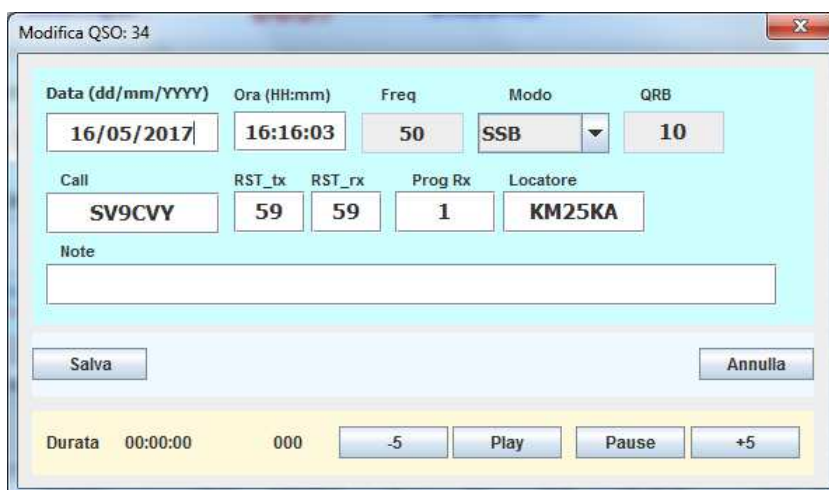 Modifica QSO: 34
Data (dd/mm/YYYY) Ora (HH:mm) Freq Modo QRB
16/05/2017 16:16:03 50 SSB 10
Call RST_tx RST_rx Prog Rx Locatore
SV9CVY 59 59 1 KM25KA
Note
Salva Annulla
Durata 00:00:00 000 -5 Play Pause +5